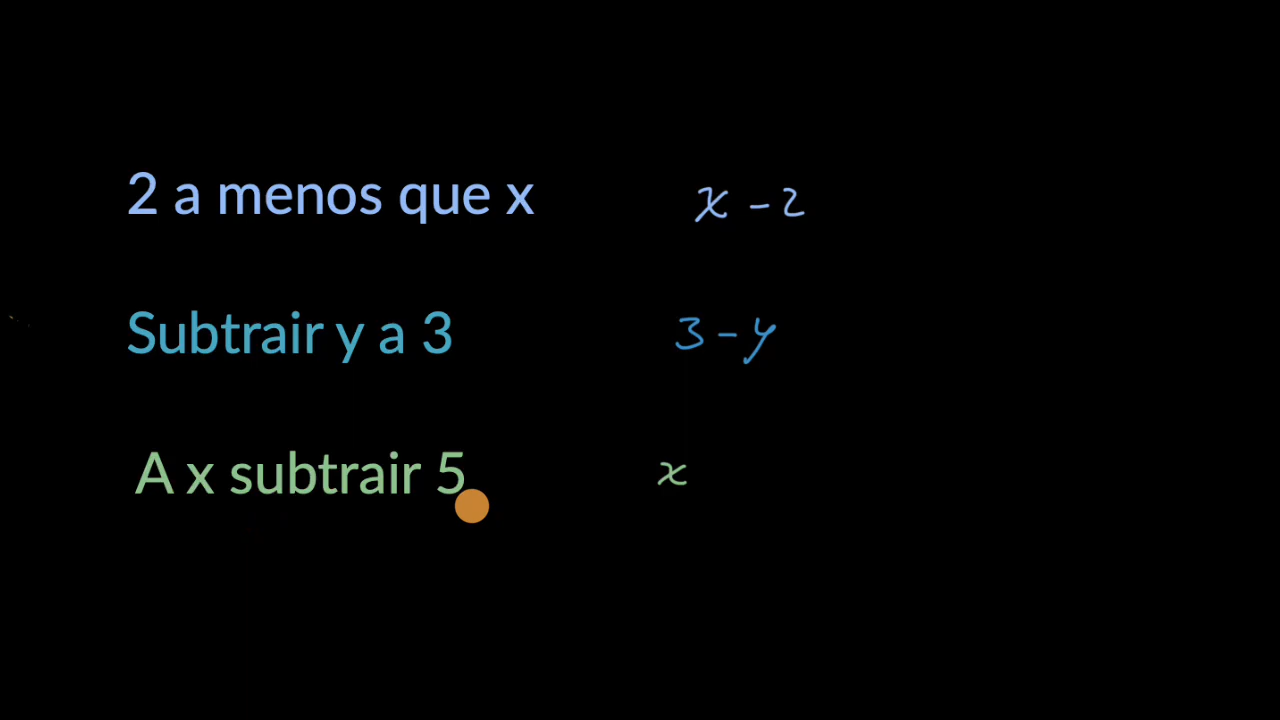 2 a menos que x x - 2
Subtrair y a 3 3 - y
A x subtrair 5 x